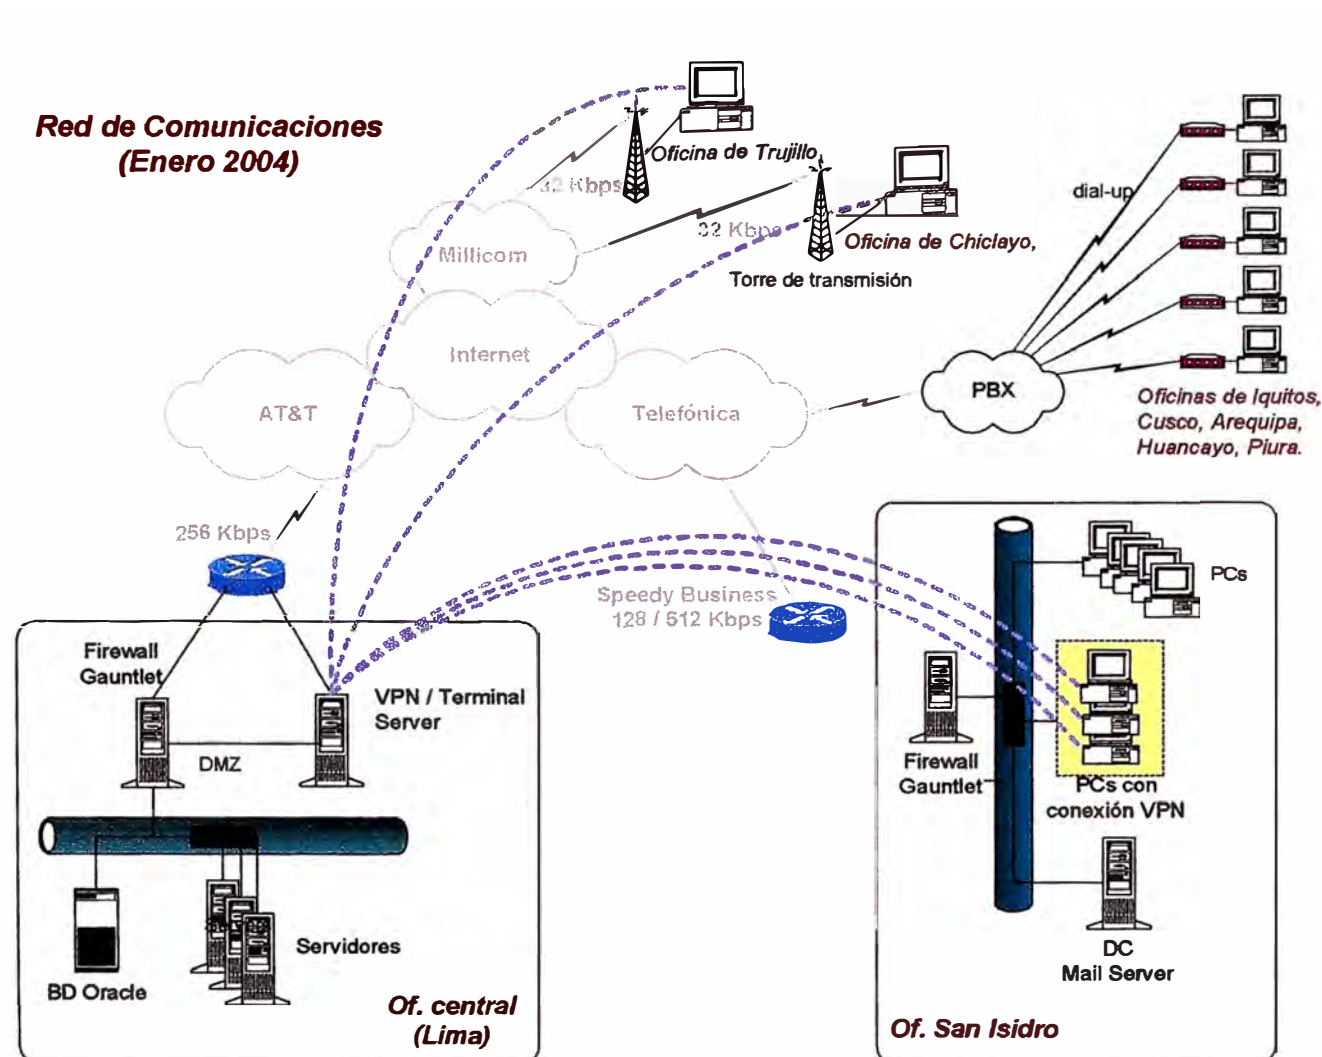 Red de Comunicaciones
(Enero 2004)
Oficina de Trujillo
32 Kbps
dial-up
Millicom
32 Kbps
Oficina de Chiclayo,
Torre de transmisión
Internet
AT&T
Telefónica
PBX
Oficinas de Iquitos,
Cusco, Arequipa,
Huancayo, Piura.
256 Kbps
Speedy Business
128 / 512 Kbps
PCs
Firewall
Gauntlet
VPN / Terminal
Server
DMZ
Firewall
Gauntlet
PCs con
conexión VPN
BD Oracle
Servidores
DC
Mail Server
Of. central
(Lima)
Of. San Isidro